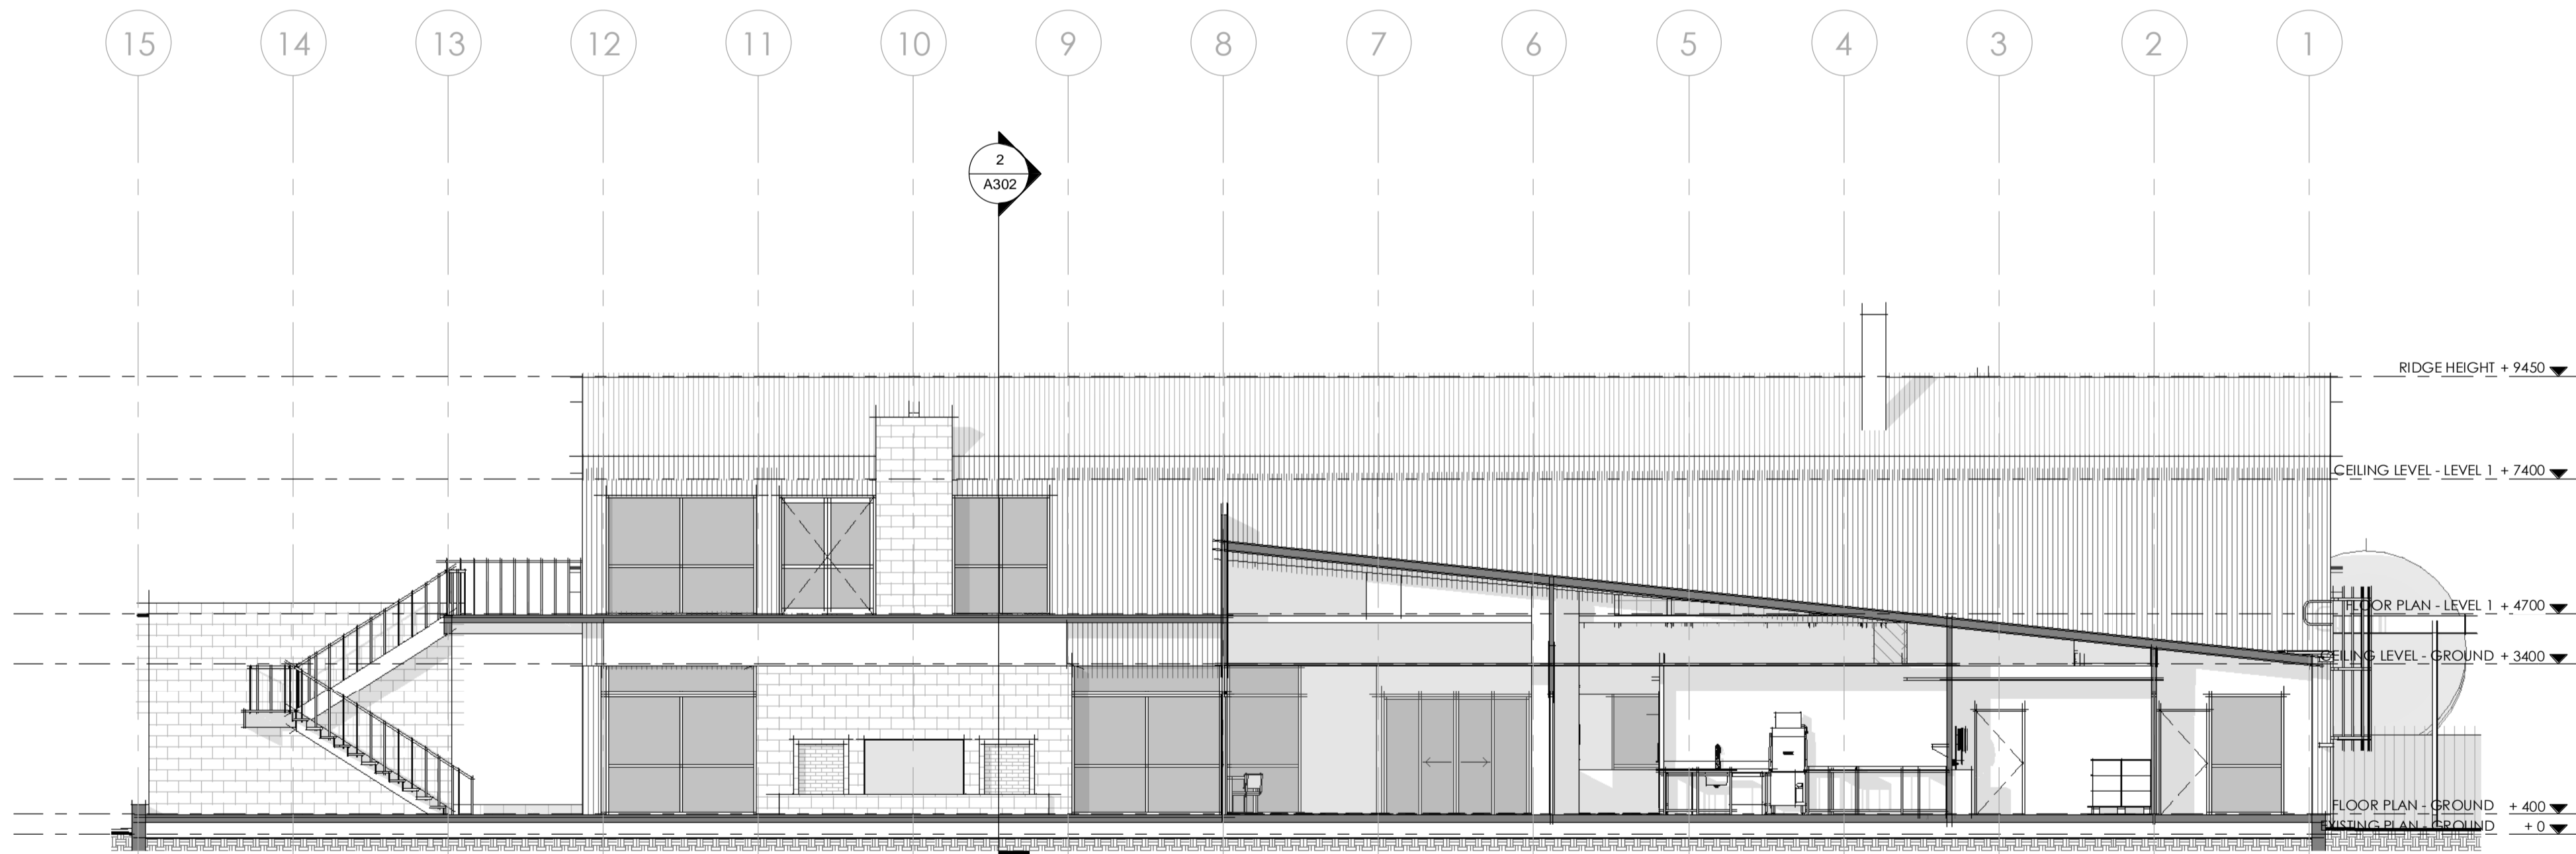 15 14 13 12 11 10 9 8 7 6 5 4 3 2 1
2
A302
RIDGE HEIGHT + 9450
CEILING LEVEL - LEVEL 1 + 7400
FLOOR PLAN - LEVEL 1 + 4700
CEILING LEVEL - GROUND + 3400
FLOOR PLAN - GROUND + 400
EXISTING PLAN - GROUND + 0